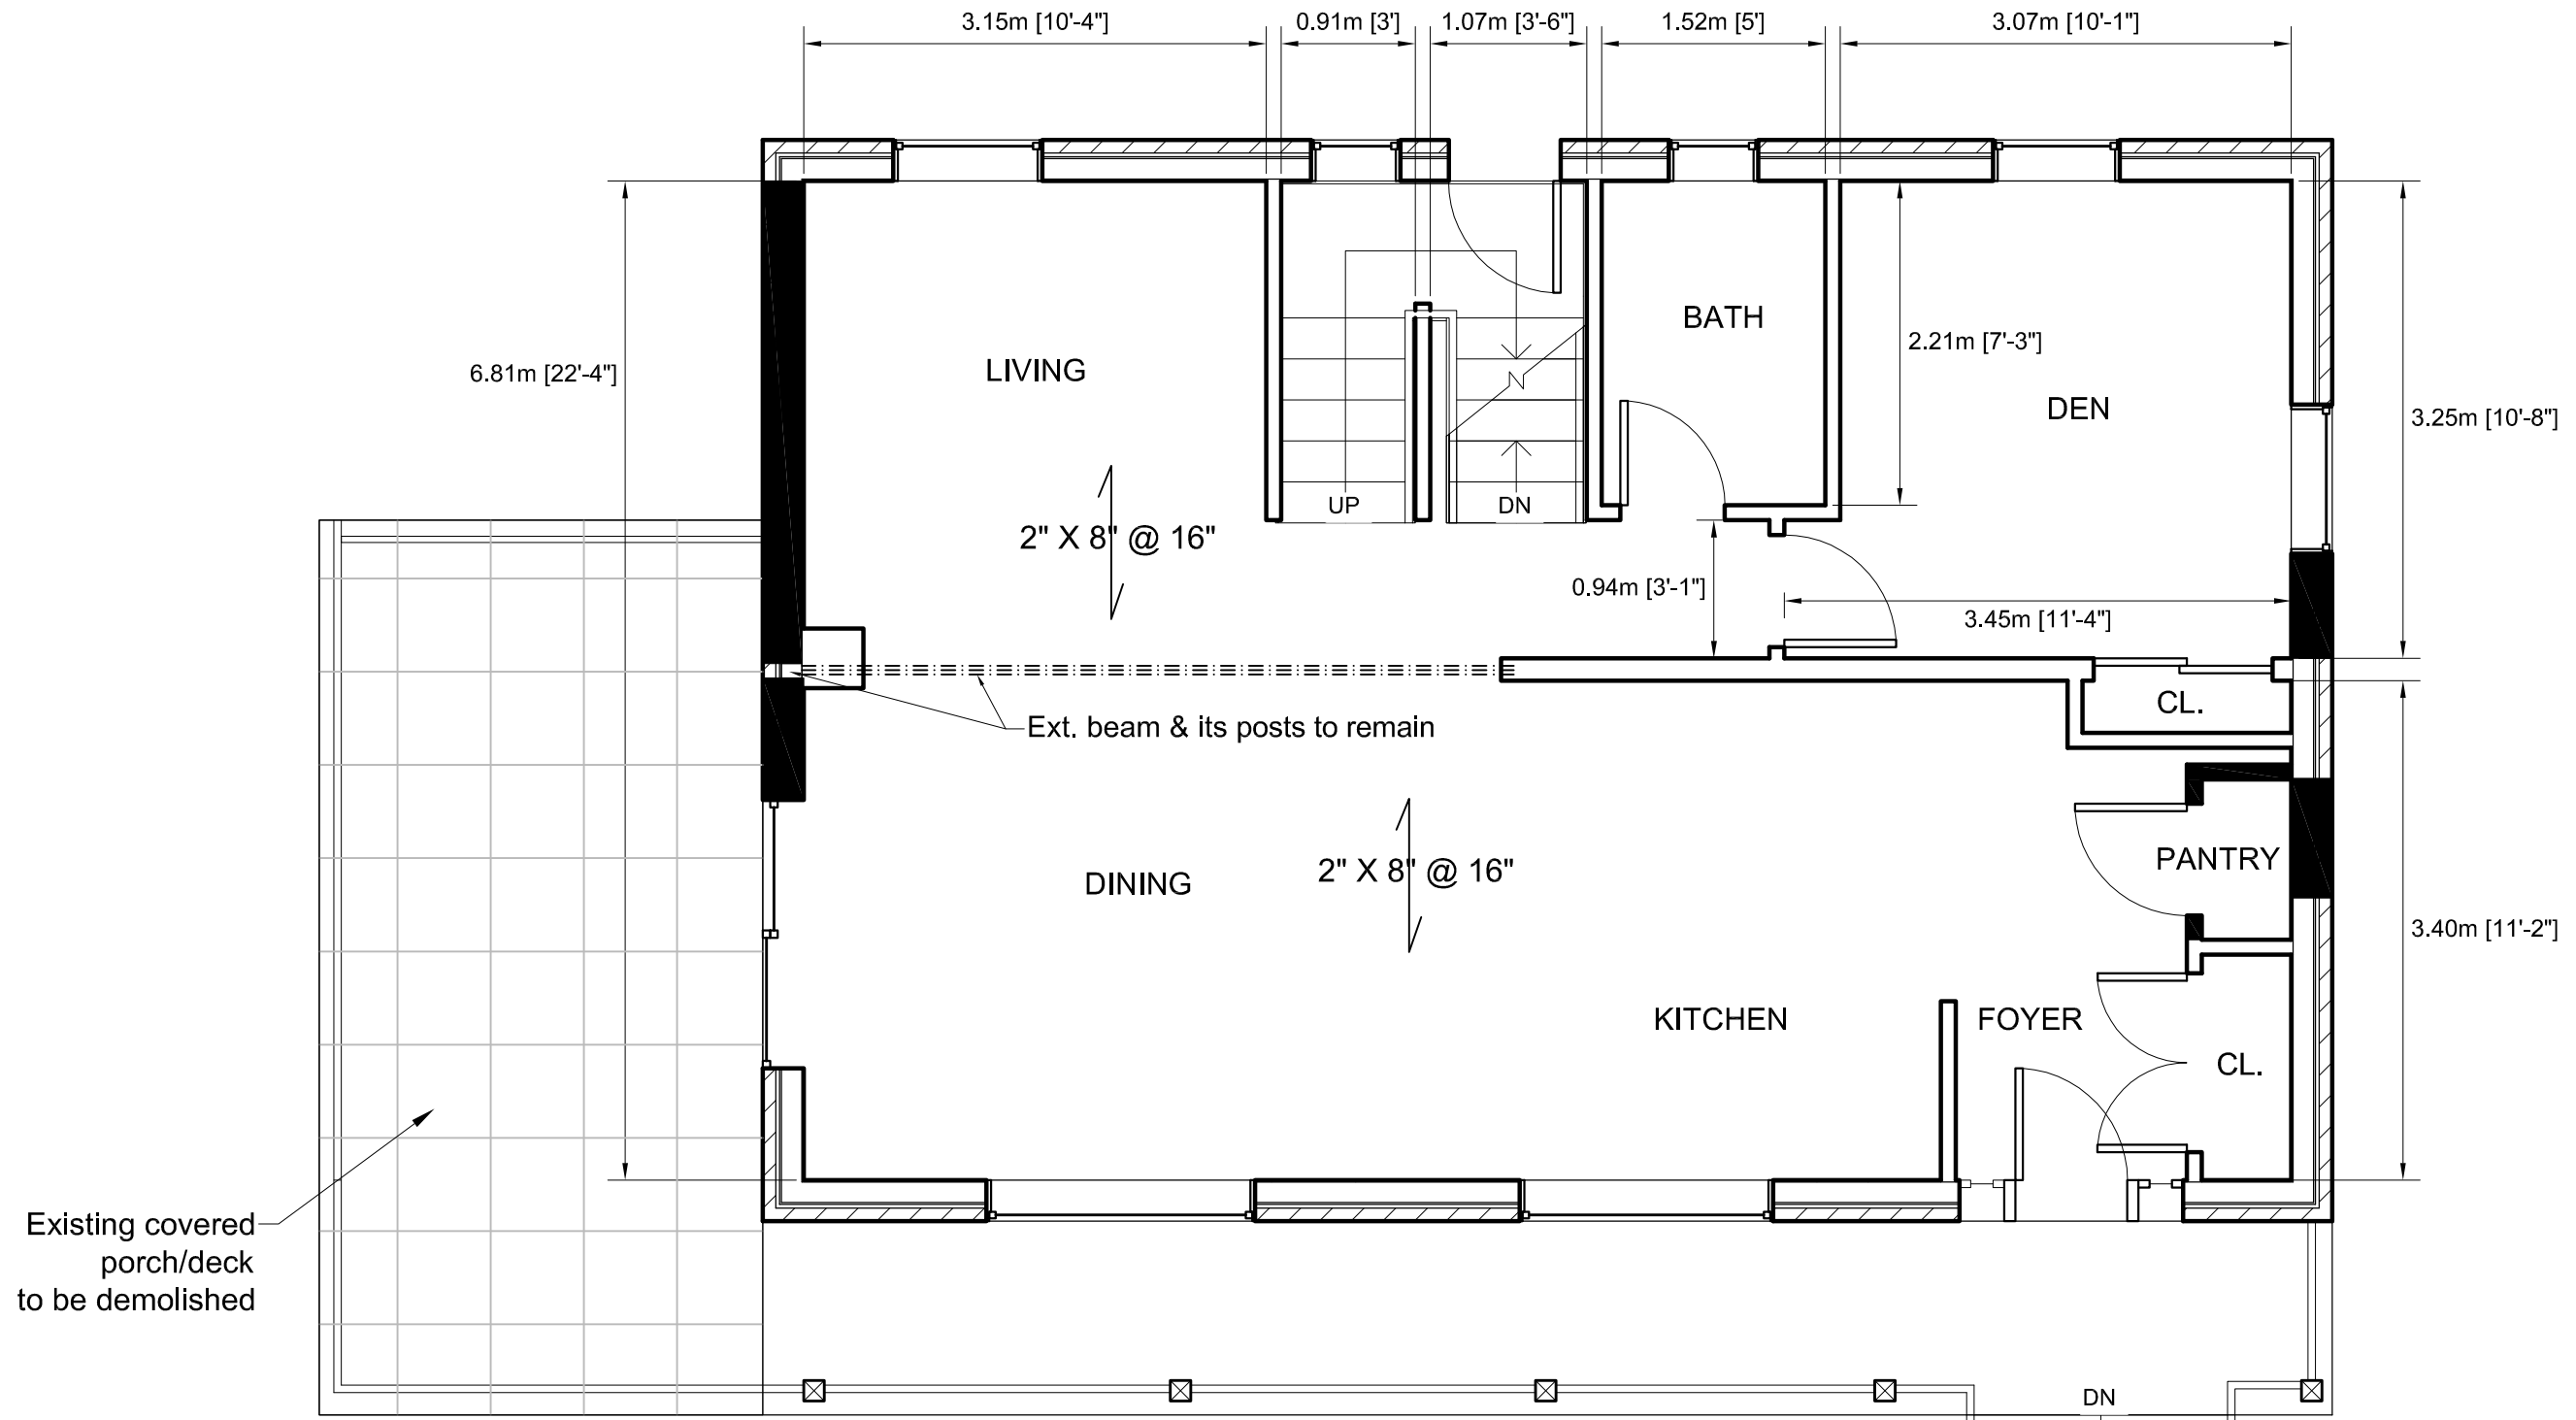 3.15m [10'-4"]
0.91m [3']
1.07m [3'-6"]
1.52m [5']
3.07m [10'-1"]
BATH
2.21m [7'-3"]
LIVING
6.81m [22'-4"]
DEN
3.25m [10'-8"]
UP
DN
2" X 8" @ 16"
0.94m [3'-1"]
3.45m [11'-4"]
CL.
Ext. beam & its posts to remain
PANTRY
2" X 8" @ 16"
DINING
3.40m [11'-2"]
KITCHEN
FOYER
CL.
Existing covered
porch/deck
to be demolished
DN